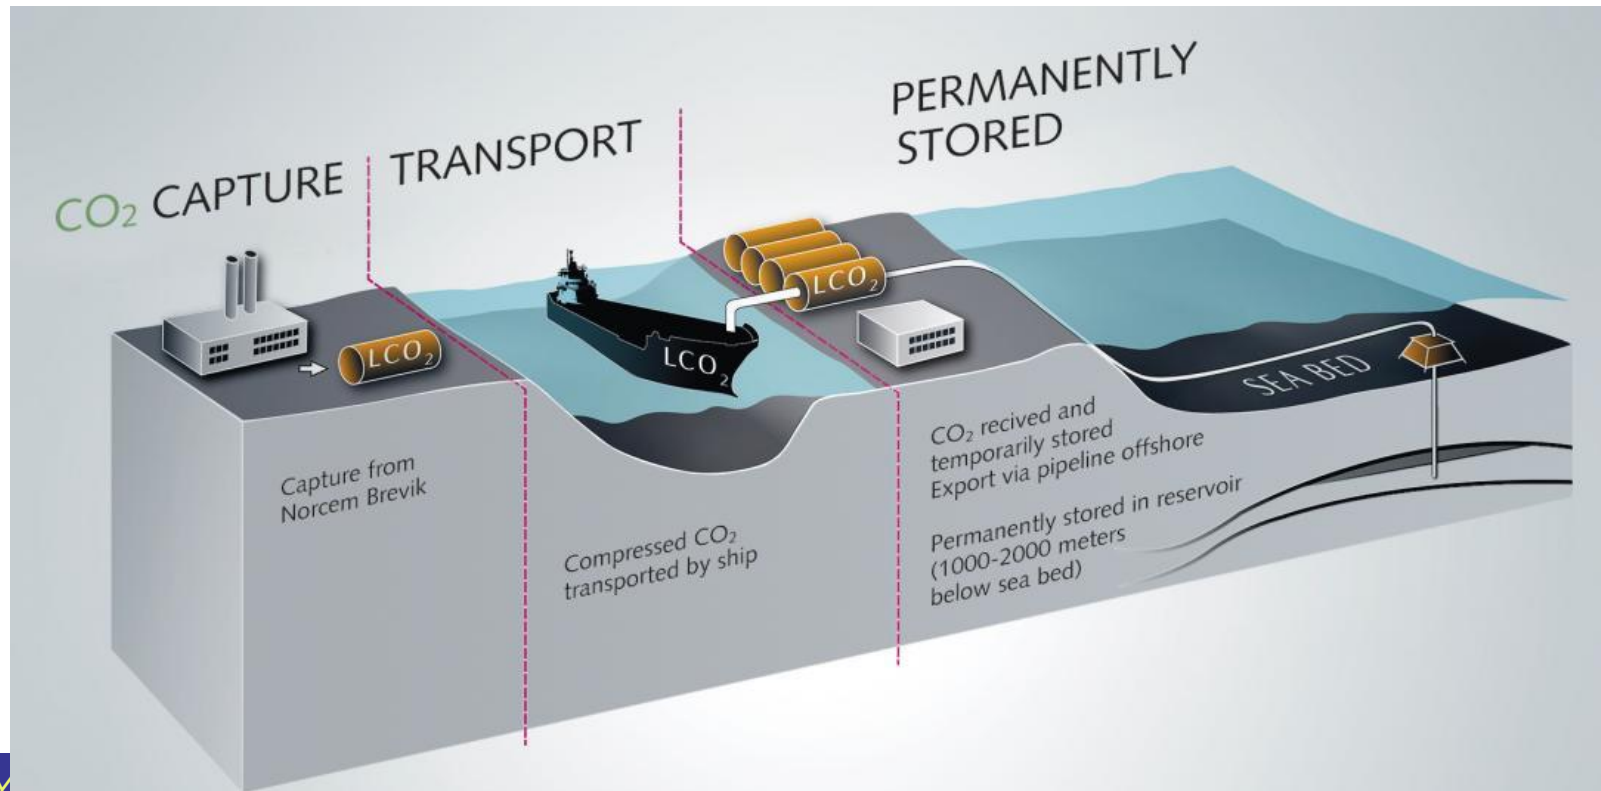 CO₂ CAPTURE
TRANSPORT
PERMANENTLY
STORED
LCO₂
LCO₂
LCO₂
SEA BED
Capture from
Norcem Brevik
Compressed CO₂
transported by ship
CO₂ recived and
temporarily stored
Export via pipeline offshore
Permanently stored in reservoir
(1000-2000 meters
below sea bed)